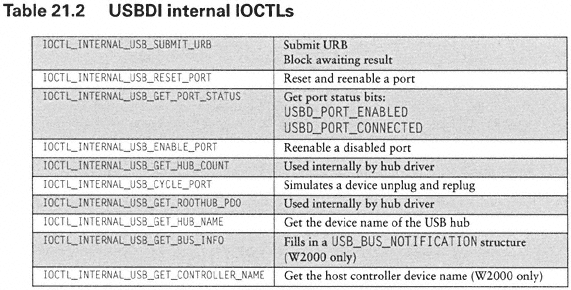 Table 21.2 USBDI internal IOCTLs
IOCTL_INTERNAL_USB_SUBMIT_URB Submit URB
Block awaiting result
IOCTL_INTERNAL_USB_RESET_PORT Reset and reenable a port
IOCTL_INTERNAL_USB_GET_PORT_STATUS Get port status bits:
USBD_PORT_ENABLED
USBD_PORT_CONNECTED
IOCTL_INTERNAL_USB_ENABLE_PORT Reenable a disabled port
IOCTL_INTERNAL_USB_GET_HUB_COUNT Used internally by hub driver
IOCTL_INTERNAL_USB_CYCLE_PORT Simulates a device unplug and replug
IOCTL_INTERNAL_USB_GET_ROOTHUB_PDO Used internally by hub driver
IOCTL_INTERNAL_USB_GET_HUB_NAME Get the device name of the USB hub
IOCTL_INTERNAL_USB_GET_BUS_INFO Fills in a USB_BUS_NOTIFICATION structure
(W2000 only)
IOCTL_INTERNAL_USB_GET_CONTROLLER_NAME Get the host controller device name (W2000 only)